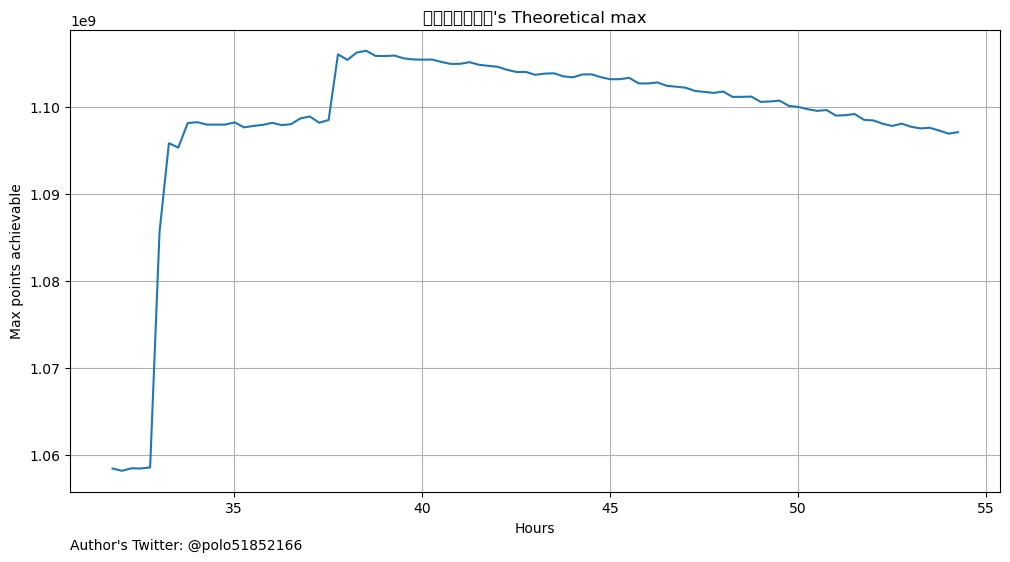 1e9
's Theoretical max
Max points achievable
1.10
1.09
1.08
1.07
1.06
35
40
45
50
55
Hours
Author's Twitter: @polo51852166